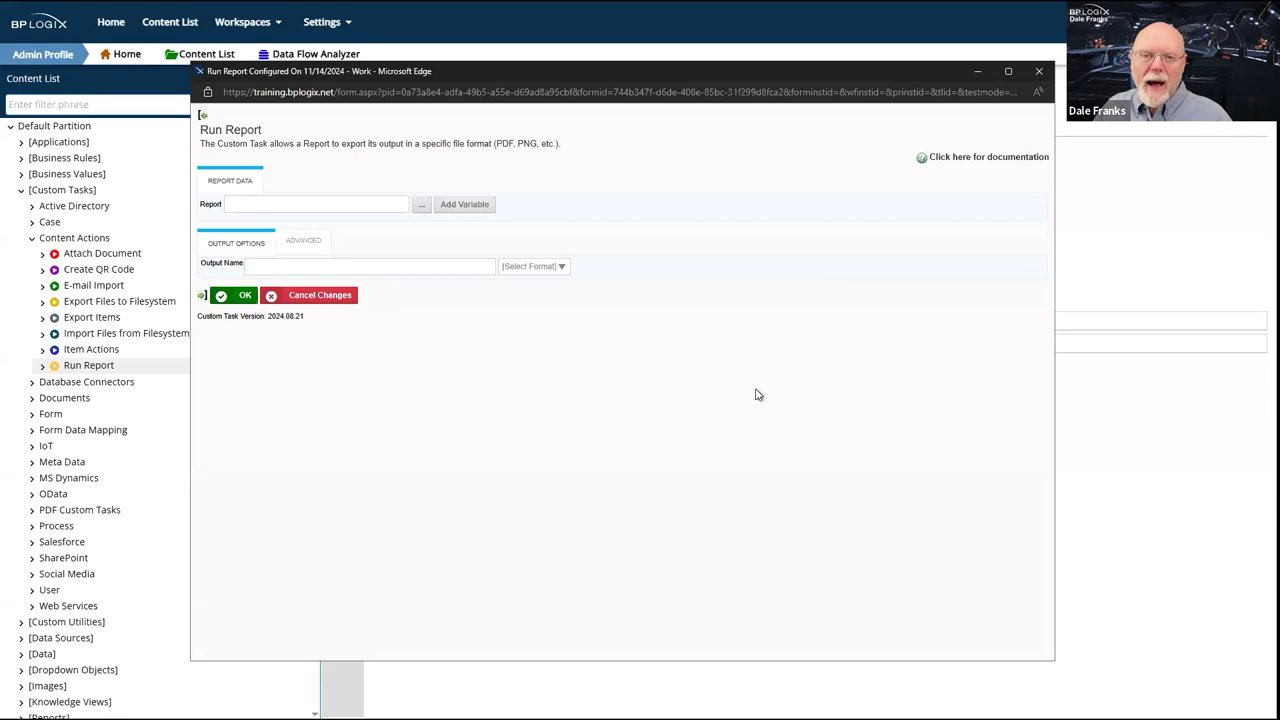 BP LOGIX
Home
Content List
Workspaces
Settings
BP LOGIX
Dale Franks
Dale Franks
Admin Profile
Home
Content List
Data Flow Analyzer
Content List
Enter filter phrase
Default Partition
[Applications]
[Business Rules]
[Business Values]
[Custom Tasks]
Active Directory
Case
Content Actions
Attach Document
Create QR Code
E-mail Import
Export Files to Filesystem
Export Items
Import Files from Filesystem
Item Actions
Run Report
Database Connectors
Documents
Form
Form Data Mapping
IoT
Meta Data
MS Dynamics
OData
PDF Custom Tasks
Process
Salesforce
SharePoint
Social Media
User
Web Services
[Custom Utilities]
[Data Sources]
[Data]
[Dropdown Objects]
[Images]
[Knowledge Views]
[Reports]
Run Report Configured On 11/14/2024 - Work - Microsoft Edge
https://training.bplogix.net/form.aspx?pid=0a73a8e4-adfa-49b5-a55e-d69ad8a95cbf&formid=744b347f-d6de-408e-85bc-31f299d8fca2&forminstid=&wfinstid=&prinstid=&tlid=&testmode=...
Run Report
The Custom Task allows a Report to export its output in a specific file format (PDF, PNG, etc.).
Click here for documentation
REPORT DATA
Report
...
Add Variable
OUTPUT OPTIONS
ADVANCED
Output Name
[Select Format]
OK
Cancel Changes
Custom Task Version: 2024.08.21